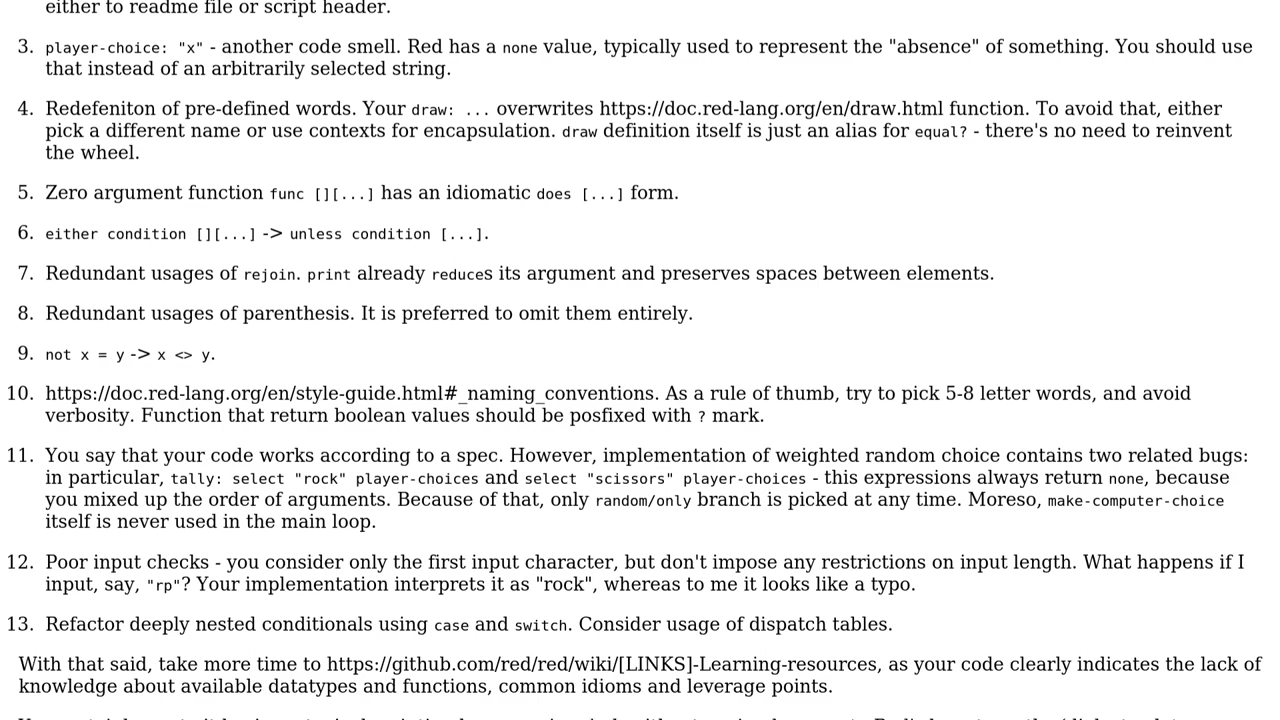 either to readme file or script header.
3. player-choice: "x" - another code smell. Red has a none value, typically used to represent the "absence" of something. You should use
that instead of an arbitrarily selected string.
4. Redefeniton of pre-defined words. Your draw: ... overwrites https://doc.red-lang.org/en/draw.html function. To avoid that, either
pick a different name or use contexts for encapsulation. draw definition itself is just an alias for equal? - there's no need to reinvent
the wheel.
5. Zero argument function func [][...] has an idiomatic does [...] form.
6. either condition [][...] -> unless condition [...].
7. Redundant usages of rejoin. print already reduces its argument and preserves spaces between elements.
8. Redundant usages of parenthesis. It is preferred to omit them entirely.
9. not x = y -> x <> y.
10. https://doc.red-lang.org/en/style-guide.html#_naming_conventions. As a rule of thumb, try to pick 5-8 letter words, and avoid
verbosity. Function that return boolean values should be posfixed with ? mark.
11. You say that your code works according to a spec. However, implementation of weighted random choice contains two related bugs:
in particular, tally: select "rock" player-choices and select "scissors" player-choices - this expressions always return none, because
you mixed up the order of arguments. Because of that, only random/only branch is picked at any time. Moreso, make-computer-choice
itself is never used in the main loop.
12. Poor input checks - you consider only the first input character, but don't impose any restrictions on input length. What happens if I
input, say, "rp"? Your implementation interprets it as "rock", whereas to me it looks like a typo.
13. Refactor deeply nested conditionals using case and switch. Consider usage of dispatch tables.
With that said, take more time to https://github.com/red/red/wiki/[LINKS]-Learning-resources, as your code clearly indicates the lack of
knowledge about available datatypes and functions, common idioms and leverage points.